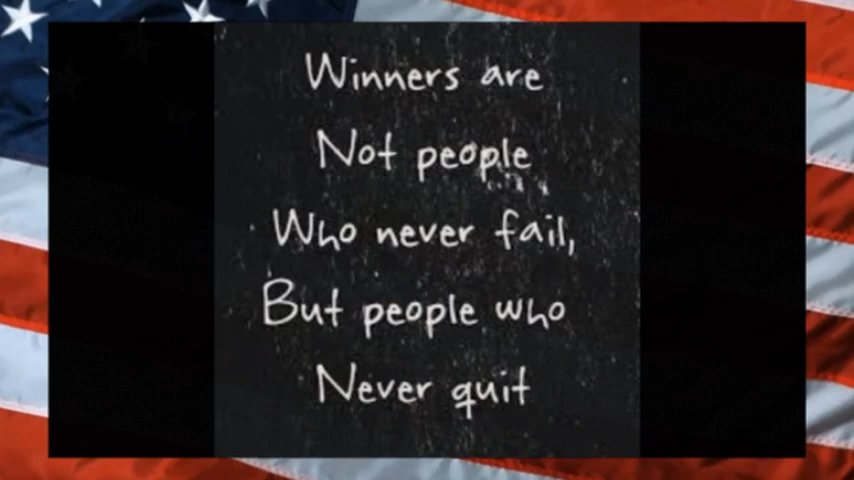 Winners are
Not people
Who never fail,
But people who
Never quit